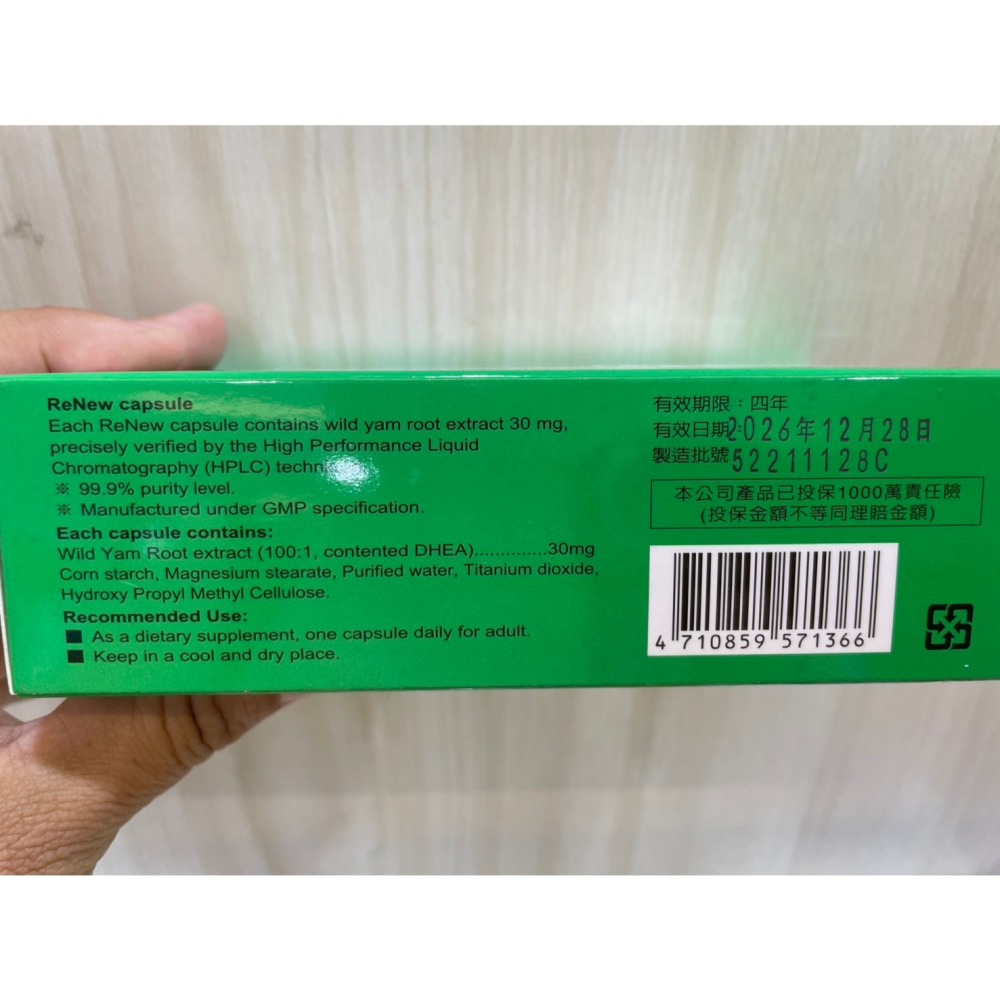 ReNew capsule
Each ReNew capsule contains wild yam root extract 30 mg,
precisely verified by the High Performance Liquid
Chromatography (HPLC)
※ 99.9% purity level.
※ Manufactured under GMP specification.
Each capsule contains:
Wild Yam Root extract (100:1, contented DHEA)..............30mg
Corn starch, Magnesium stearate, Purified water, Titanium dioxide,
Hydroxy Propyl Methyl Cellulose.
Recommended Use:
■ As a dietary supplement, one capsule daily for adult.
■ Keep in a cool and dry place.
有效期限：四年
有效日期：2026年12月28日
製造批號52211128C
本公司產品已投保1000萬責任險
(投保金額不等同理賠金額)
4 710859 571366